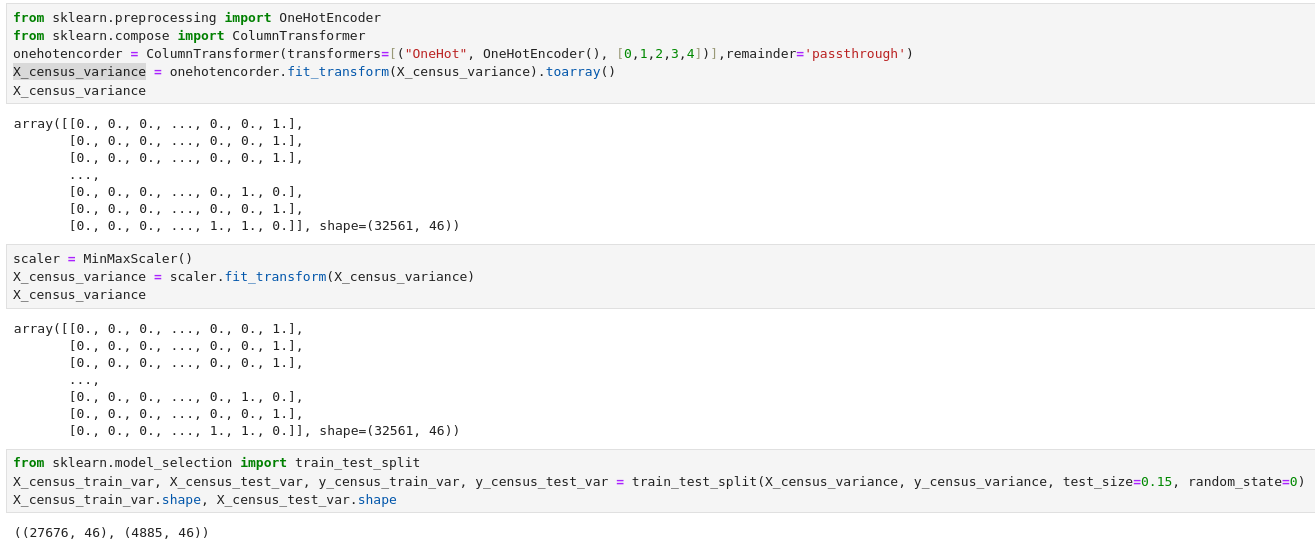 from sklearn.preprocessing import OneHotEncoder
from sklearn.compose import ColumnTransformer
onehotencorder = ColumnTransformer(transformers=[("OneHot", OneHotEncoder(), [0,1,2,3,4])],remainder='passthrough')
X_census_variance = onehotencorder.fit_transform(X_census_variance).toarray()
X_census_variance
array([[0., 0., 0., ..., 0., 0., 1.],
       [0., 0., 0., ..., 0., 0., 1.],
       [0., 0., 0., ..., 0., 0., 1.],
       ...,
       [0., 0., 0., ..., 0., 1., 0.],
       [0., 0., 0., ..., 0., 0., 1.],
       [0., 0., 0., ..., 1., 1., 0.]], shape=(32561, 46))
scaler = MinMaxScaler()
X_census_variance = scaler.fit_transform(X_census_variance)
X_census_variance
array([[0., 0., 0., ..., 0., 0., 1.],
       [0., 0., 0., ..., 0., 0., 1.],
       [0., 0., 0., ..., 0., 0., 1.],
       ...,
       [0., 0., 0., ..., 0., 1., 0.],
       [0., 0., 0., ..., 0., 0., 1.],
       [0., 0., 0., ..., 1., 1., 0.]], shape=(32561, 46))
from sklearn.model_selection import train_test_split
X_census_train_var, X_census_test_var, y_census_train_var, y_census_test_var = train_test_split(X_census_variance, y_census_variance, test_size=0.15, random_state=0)
X_census_train_var.shape, X_census_test_var.shape
((27676, 46), (4885, 46))